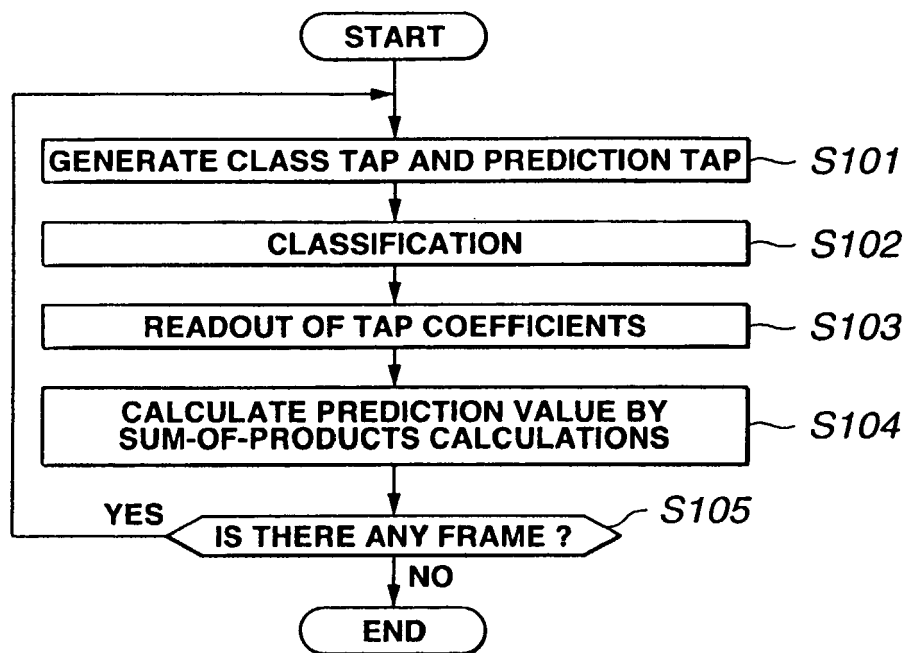 START
GENERATE CLASS TAP AND PREDICTION TAP
S101
CLASSIFICATION
S102
READOUT OF TAP COEFFICIENTS
S103
CALCULATE PREDICTION VALUE BY
SUM-OF-PRODUCTS CALCULATIONS
S104
YES
IS THERE ANY FRAME ?
S105
NO
END